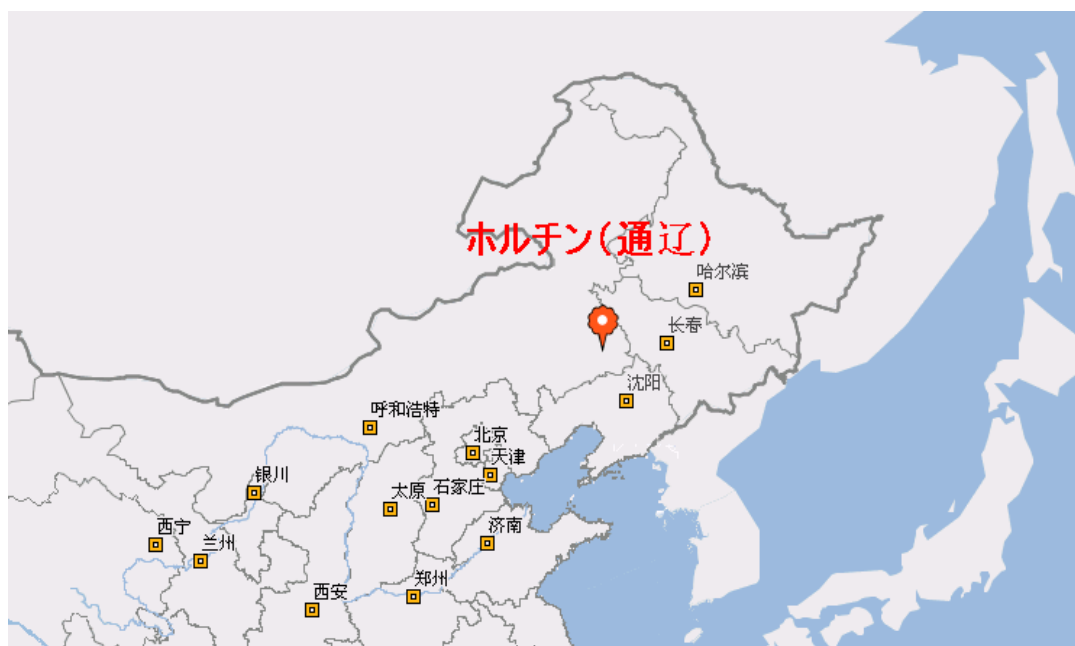 ホルチン(通辽)
哈尔滨
长春
沈阳
呼和浩特
北京
天津
银川
太原
石家庄
济南
西宁
兰州
西安
郑州